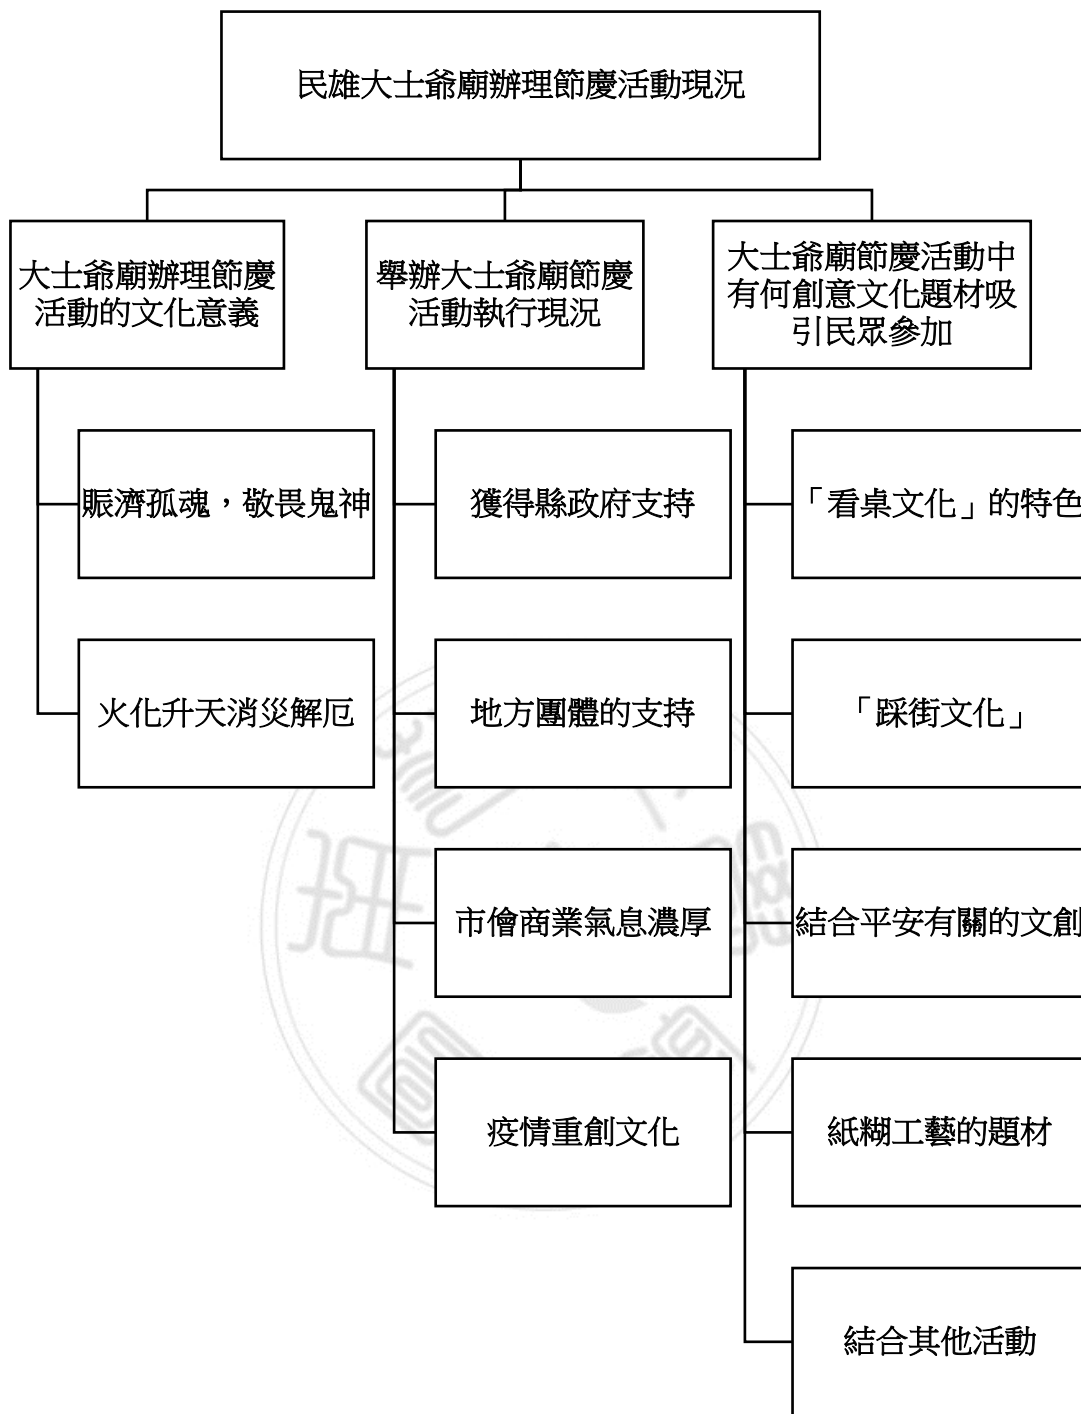 民雄大士爺廟辦理節慶活動現況
大士爺廟辦理節慶
活動的文化意義
賑濟孤魂，敬畏鬼神
火化升天消災解厄
舉辦大士爺廟節慶
活動執行現況
獲得縣政府支持
地方團體的支持
市儈商業氣息濃厚
疫情重創文化
大士爺廟節慶活動中
有何創意文化題材吸
引民眾參加
「看桌文化」的特色
「踩街文化」
結合平安有關的文創
紙糊工藝的題材
結合其他活動